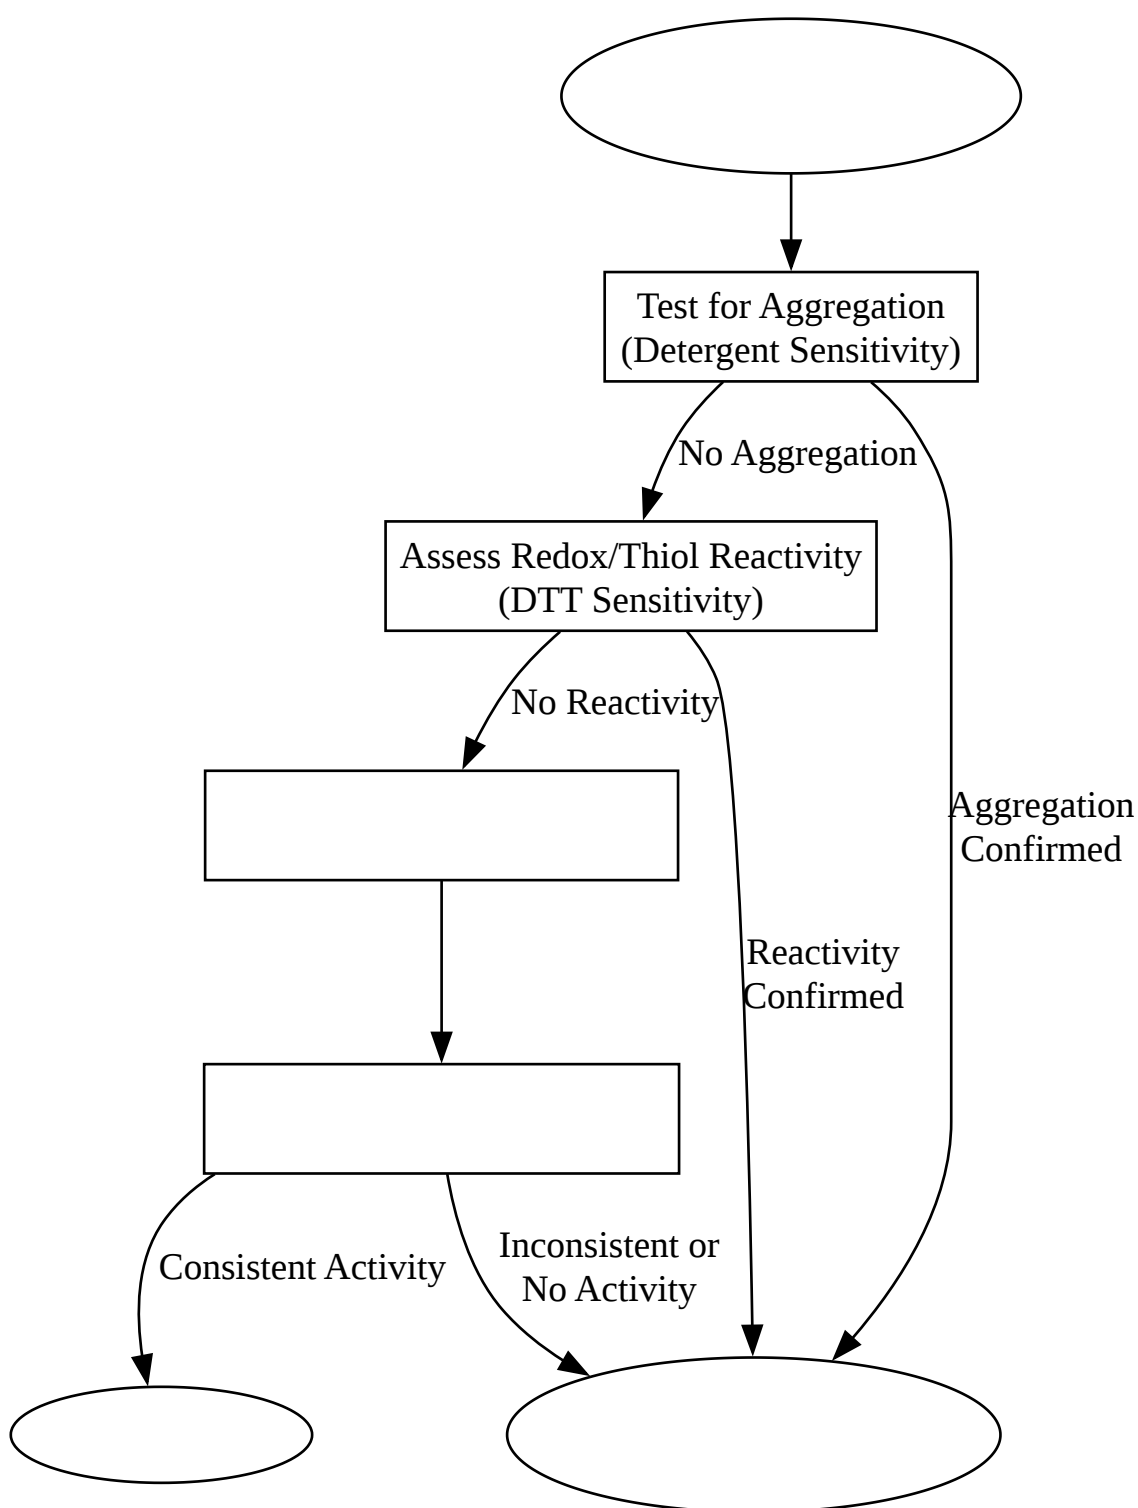 Test for Aggregation
(Detergent Sensitivity)
No Aggregation
Assess Redox/Thiol Reactivity
(DTT Sensitivity)
No Reactivity
Aggregation
Confirmed
Reactivity
Confirmed
Inconsistent or
No Activity
Consistent Activity